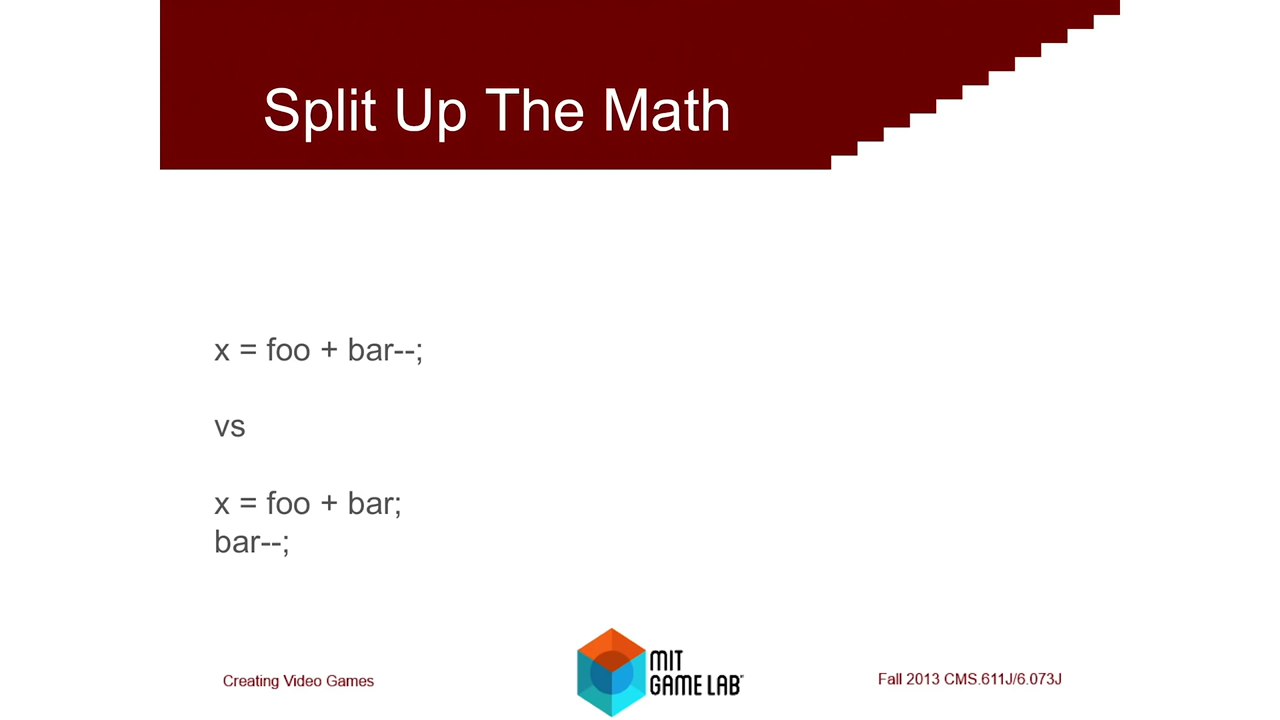 Split Up The Math
x = foo + bar--;
vs
x = foo + bar;
bar--;
Creating Video Games
MIT
GAME LAB
Fall 2013 CMS.611J/6.073J